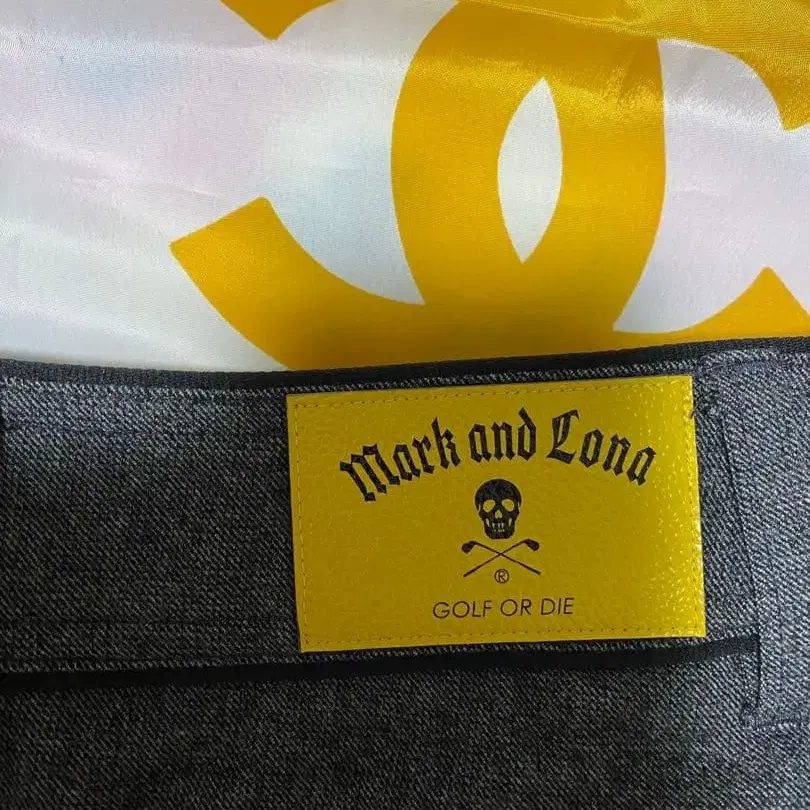 Mark and Lona
®
GOLF OR DIE